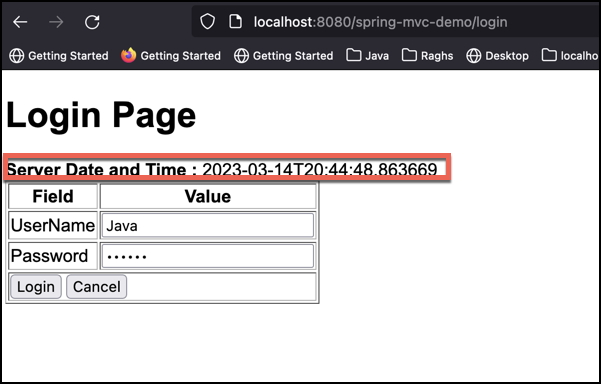 localhost:8080/spring-mvc-demo/login
Getting Started Getting Started Getting Started Java Raghs Desktop localho
Login Page
Server Date and Time : 2023-03-14T20:44:48.863669
Field Value
UserName Java
Password ••••••
Login Cancel